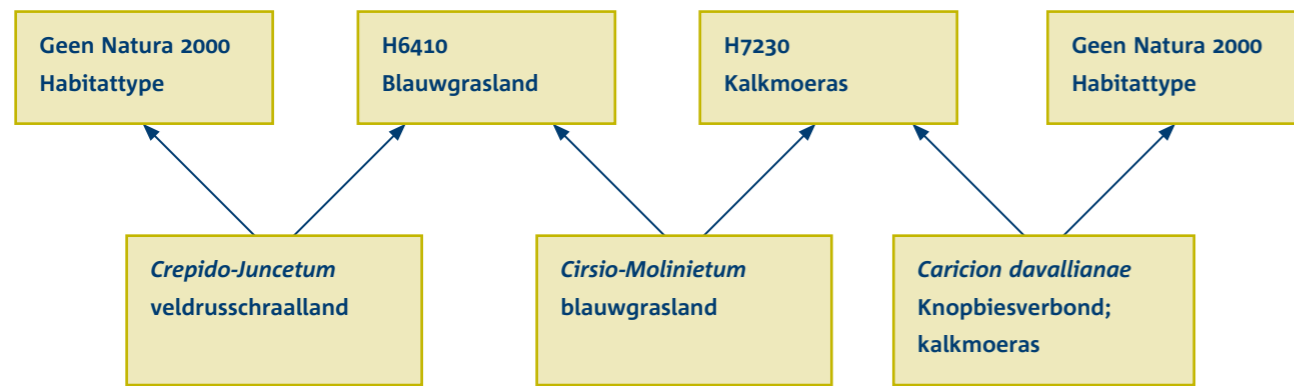 Geen Natura 2000
Habitattype
H6410
Blauwgrasland
H7230
Kalkmoeras
Geen Natura 2000
Habitattype
Crepido-Juncetum
veldrusschraalland
Cirsio-Molinietum
blauwgrasland
Caricion davallianae
Knopbiesverbond;
kalkmoeras